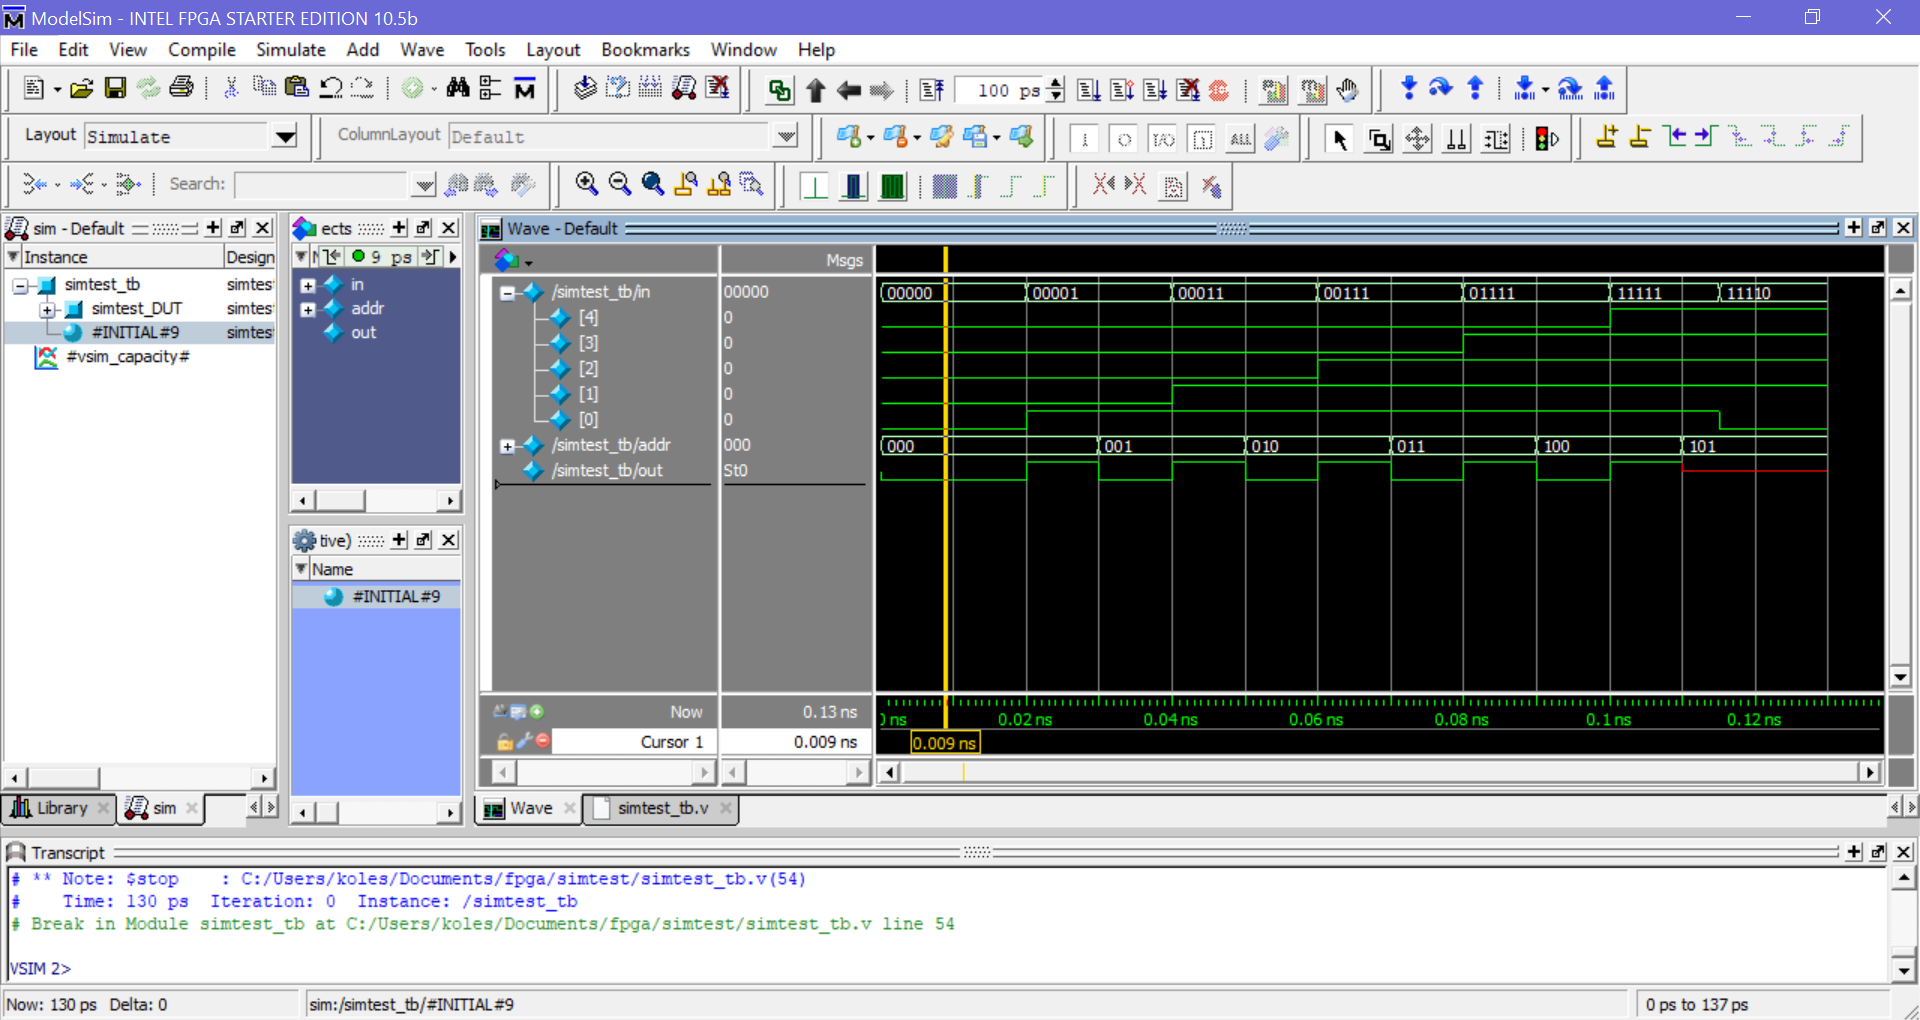 ModelSim - INTEL FPGA STARTER EDITION 10.5b
File Edit View Compile Simulate Add Wave Tools Layout Bookmarks Window Help
100 ps
Layout Simulate ColumnLayout Default
Search:
sim - Default
Instance Design
simtest_tb simtest
simtest_DUT simtest
#INITIAL#9 simtest
#vsim_capacity#
ects
9 ps
in
addr
out
tive)
Name
#INITIAL#9
Wave - Default
Msgs
/simtest_tb/in 00000 00000 00001 00011 00111 01111 11111 11110
[4] 0
[3] 0
[2] 0
[1] 0
[0] 0
/simtest_tb/addr 000 000 001 010 011 100 101
/simtest_tb/out St0
Now 0.13 ns ns 0.02 ns 0.04 ns 0.06 ns 0.08 ns 0.1 ns 0.12 ns
Cursor 1 0.009 ns 0.009 ns
Library sim
Wave simtest_tb.v
Transcript
# ** Note: $stop : C:/Users/koles/Documents/fpga/simtest/simtest_tb.v(54)
# Time: 130 ps Iteration: 0 Instance: /simtest_tb
# Break in Module simtest_tb at C:/Users/koles/Documents/fpga/simtest/simtest_tb.v line 54
VSIM 2>
Now: 130 ps Delta: 0 sim:/simtest_tb/#INITIAL#9 0 ps to 137 ps